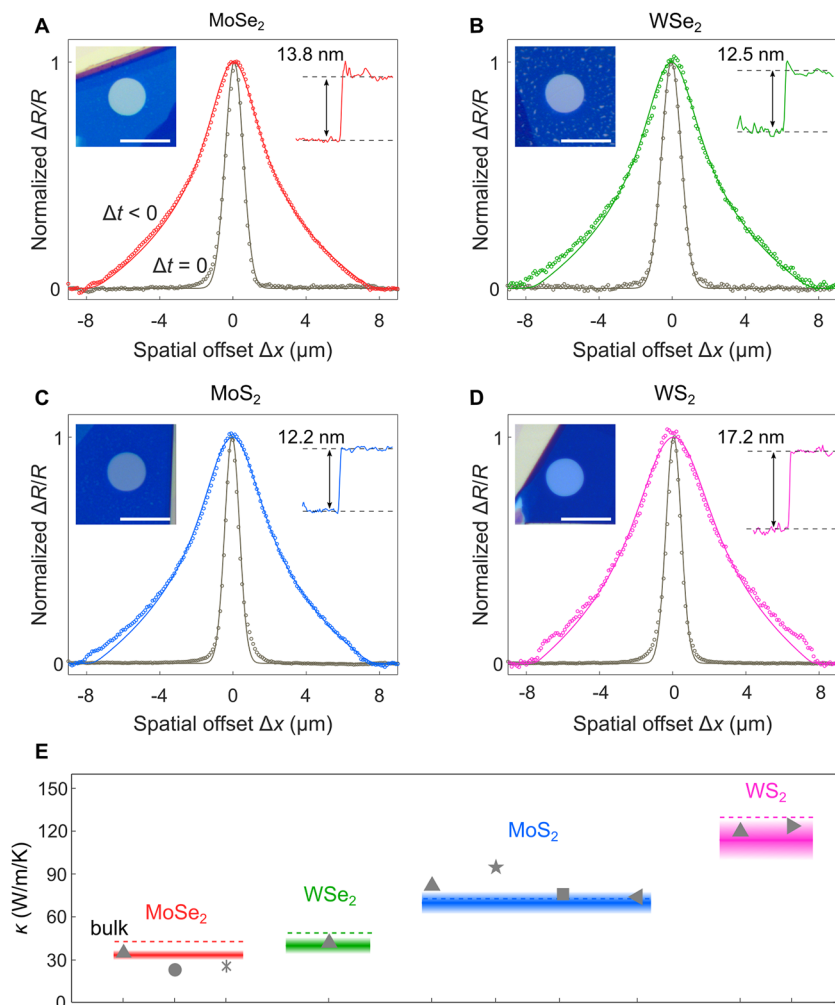 A
MoSe₂
13.8 nm
1
0
Normalized ΔR/R
Δt < 0
Δt = 0
-8
-4
0
4
8
Spatial offset Δx (μm)
B
WSe₂
12.5 nm
1
0
Normalized ΔR/R
-8
-4
0
4
8
Spatial offset Δx (μm)
C
MoS₂
12.2 nm
1
0
Normalized ΔR/R
-8
-4
0
4
8
Spatial offset Δx (μm)
D
WS₂
17.2 nm
1
0
Normalized ΔR/R
-8
-4
0
4
8
Spatial offset Δx (μm)
E
κ (W/m/K)
150
120
90
60
30
0
bulk
MoSe₂
WSe₂
MoS₂
WS₂